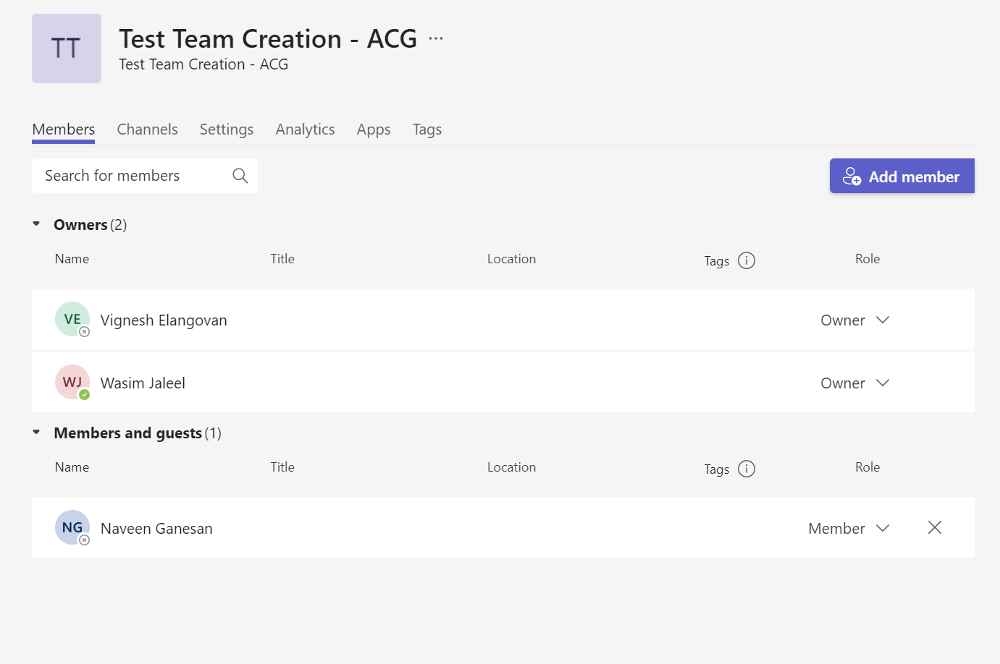 TT
Test Team Creation - ACG ...
Test Team Creation - ACG
Members Channels Settings Analytics Apps Tags
Search for members
Add member
Owners (2)
Name Title Location Tags Role
VE Vignesh Elangovan Owner
WJ Wasim Jaleel Owner
Members and guests (1)
Name Title Location Tags Role
NG Naveen Ganesan Member